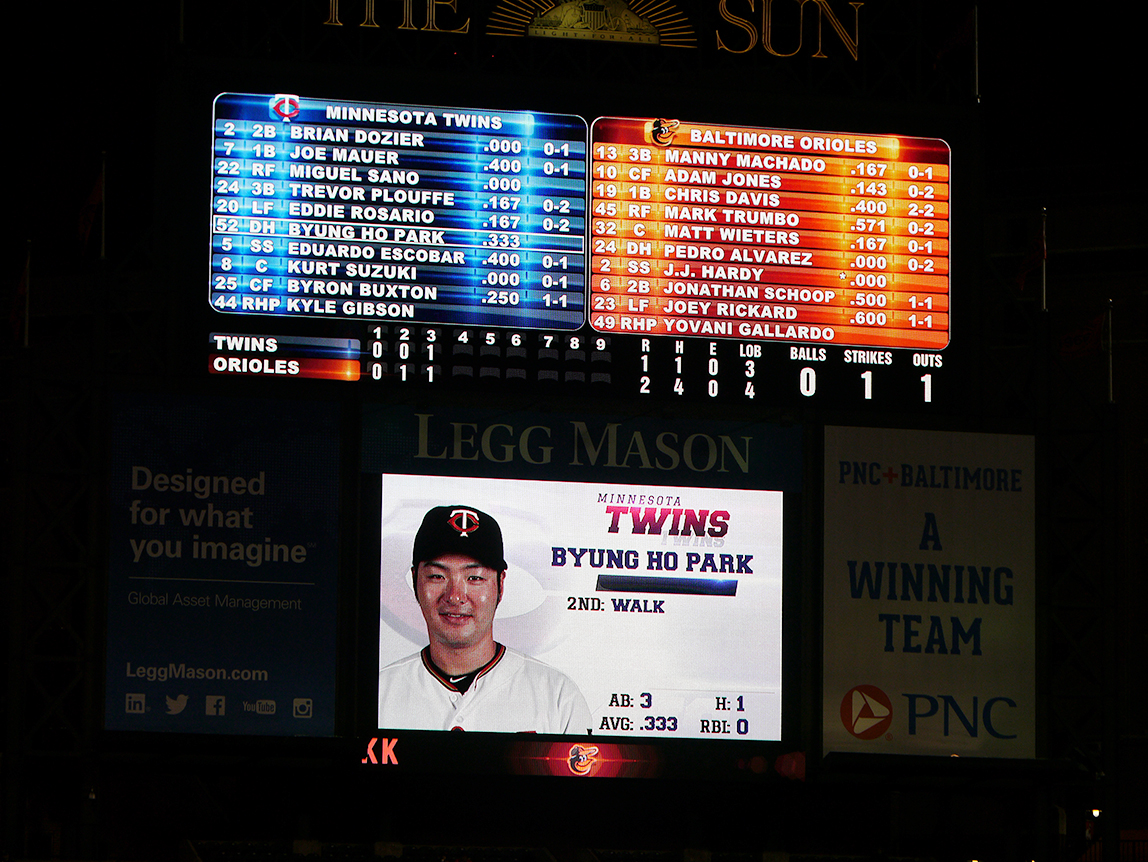 THE SUN
LIGHT FOR ALL
MINNESOTA TWINS
2 2B BRIAN DOZIER .000 0-1
7 1B JOE MAUER .400 0-1
22 RF MIGUEL SANO .000
24 3B TREVOR PLOUFFE .167 0-2
20 LF EDDIE ROSARIO .167 0-2
52 DH BYUNG HO PARK .333
5 SS EDUARDO ESCOBAR .400 0-1
8 C KURT SUZUKI .000 0-1
25 CF BYRON BUXTON .250 1-1
44 RHP KYLE GIBSON
BALTIMORE ORIOLES
13 3B MANNY MACHADO .167 0-1
10 CF ADAM JONES .143 0-2
19 1B CHRIS DAVIS .400 2-2
45 RF MARK TRUMBO .571 0-2
32 C MATT WIETERS .167 0-1
24 DH PEDRO ALVAREZ .000 0-2
2 SS J.J. HARDY *.000
6 2B JONATHAN SCHOOP .500 1-1
23 LF JOEY RICKARD .600 1-1
49 RHP YOVANI GALLARDO
1 2 3 4 5 6 7 8 9 R H E LOB BALLS STRIKES OUTS
TWINS 0 0 1 1 1 0 3 0 1 1
ORIOLES 0 1 1 2 4 0 4
LEGG MASON
Designed
for what
you imagine
Global Asset Management
LeggMason.com
in
You Tube
T C
MINNESOTA
TWINS
BYUNG HO PARK
2ND: WALK
AB: 3 H: 1
AVG: .333 RBI: 0
KK
PNC+BALTIMORE
A
WINNING
TEAM
PNC